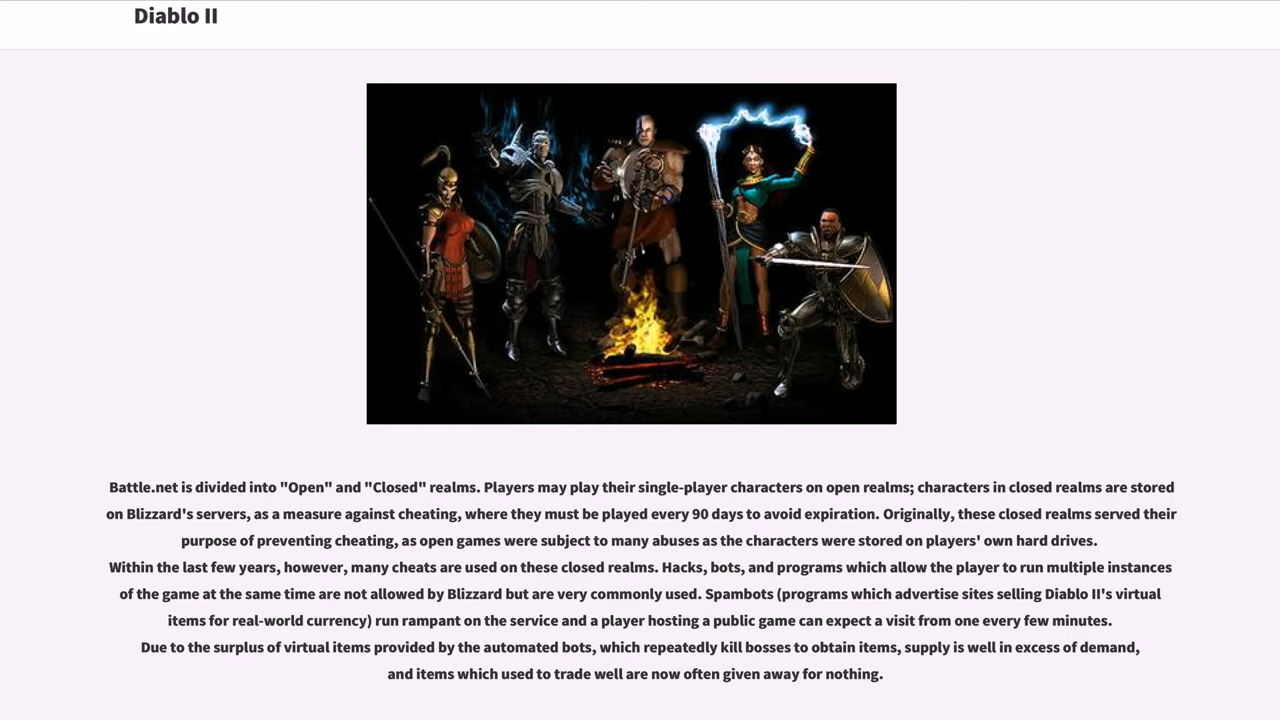 Diablo II
Battle.net is divided into "Open" and "Closed" realms. Players may play their single-player characters on open realms; characters in closed realms are stored
on Blizzard's servers, as a measure against cheating, where they must be played every 90 days to avoid expiration. Originally, these closed realms served their
purpose of preventing cheating, as open games were subject to many abuses as the characters were stored on players' own hard drives.
Within the last few years, however, many cheats are used on these closed realms. Hacks, bots, and programs which allow the player to run multiple instances
of the game at the same time are not allowed by Blizzard but are very commonly used. Spambots (programs which advertise sites selling Diablo II's virtual
items for real-world currency) run rampant on the service and a player hosting a public game can expect a visit from one every few minutes.
Due to the surplus of virtual items provided by the automated bots, which repeatedly kill bosses to obtain items, supply is well in excess of demand,
and items which used to trade well are now often given away for nothing.